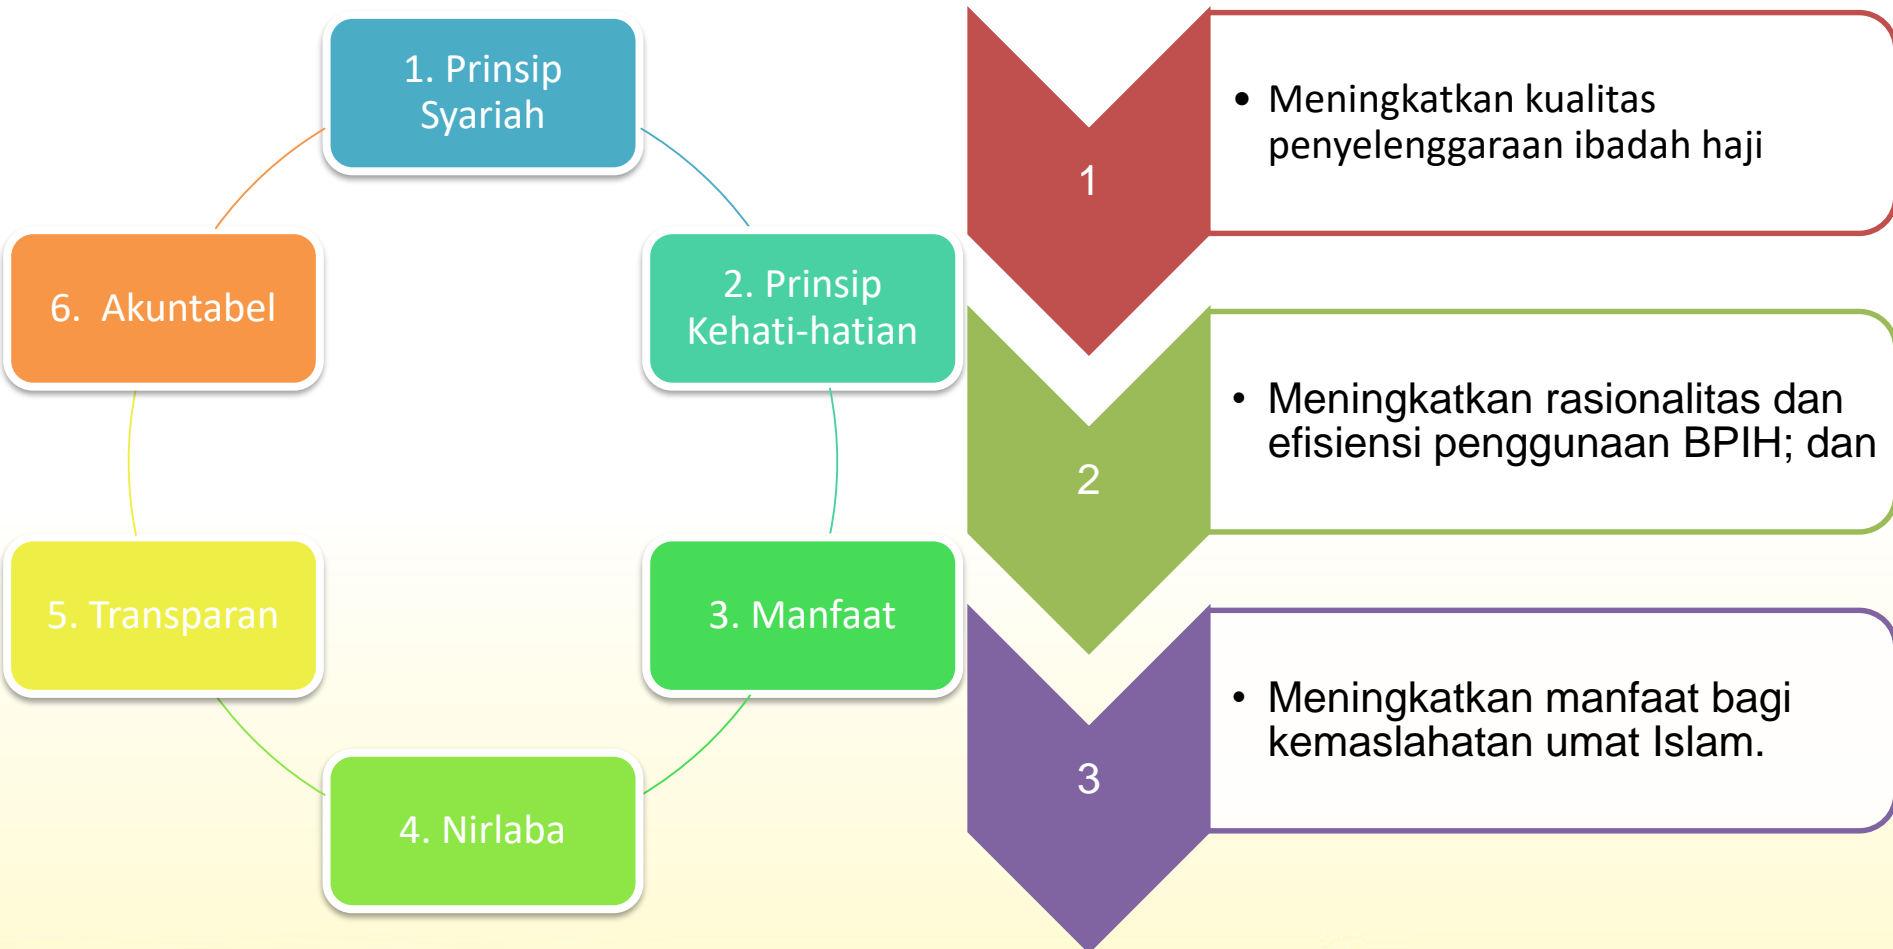 1. Prinsip
Syariah
2. Prinsip
Kehati-hatian
3. Manfaat
4. Nirlaba
5. Transparan
6.  Akuntabel
1
• Meningkatkan kualitas
penyelenggaraan ibadah haji
2
• Meningkatkan rasionalitas dan
efisiensi penggunaan BPIH; dan
3
• Meningkatkan manfaat bagi
kemaslahatan umat Islam.